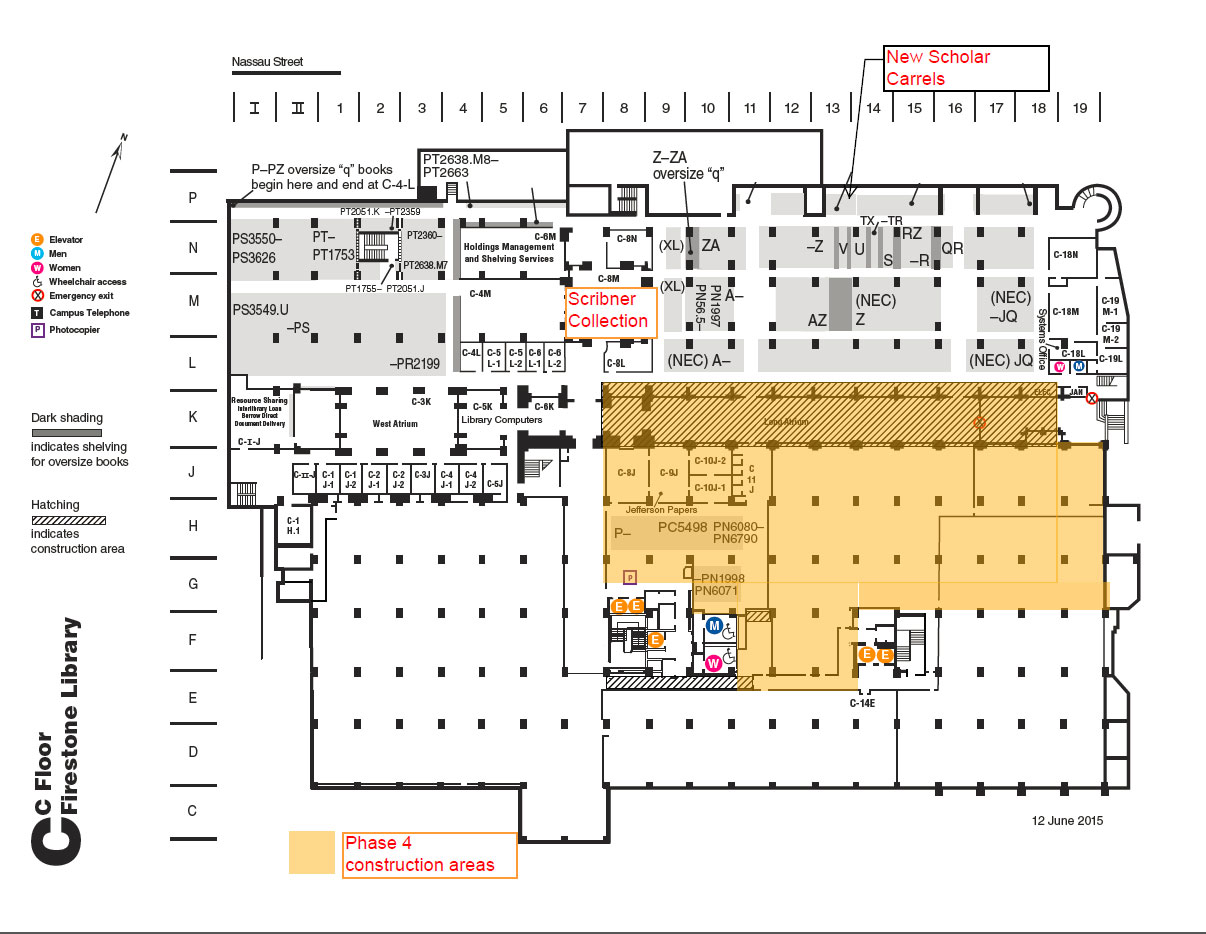 Nassau Street
New Scholar
Carrels
I II 1 2 3 4 5 6 7 8 9 10 11 12 13 14 15 16 17 18 19
N
P
N
M
L
K
J
H
G
F
E
D
C
P–PZ oversize “q” books
begin here and end at C-4-L
PT2638.M8–
PT2663
Z–ZA
oversize “q”
PT2051.K –PT2359
PS3550–
PS3626
PT–
PT1753
PT2360–
PT2638.M7
PT1755– PT2051.J
C-6M
Holdings Management
and Shelving Services
C-8N
C-8M
(XL)
ZA
–Z
V
U
TX –TR
S
RZ
–R
QR
C-18N
PS3549.U
–PS
–PR2199
C-4M
Scribner
Collection
(XL)
PN56.5–
PN1997
A–
AZ
(NEC)
Z
(NEC)
–JQ
Systems Office
C-18M
C-19
M-1
C-19
M-2
C-4L
C-5
L-1
C-5
L-2
C-6
L-1
C-6
L-2
C-8L
(NEC) A–
(NEC) JQ
C-18L
W M
C-19L
Elevator
Men
Women
Wheelchair access
Emergency exit
Campus Telephone
Photocopier
E
M
W
T
P
Resource Sharing
Interlibrary Loan
Borrow Direct
Document Delivery
C-I-J
C-3K
West Atrium
C-5K
Library Computers
C-6K
Long Atrium
ELEC.
JAN
Dark shading
indicates shelving
for oversize books
C-II-J
C-1
J-1
C-1
J-2
C-2
J-1
C-2
J-2
C-3J
C-4
J-1
C-4
J-2
C-5J
C-8J
C-9J
C-10J-2
C-10J-1
C
11
J
Jefferson Papers
Hatching
indicates
construction area
C-1
H.1
P–
PC5498
PN6080–
PN6790
P
–PN1998
PN6071
E E
E
M
W
E E
C-14E
C
C Floor
Firestone Library
12 June 2015
Phase 4
construction areas